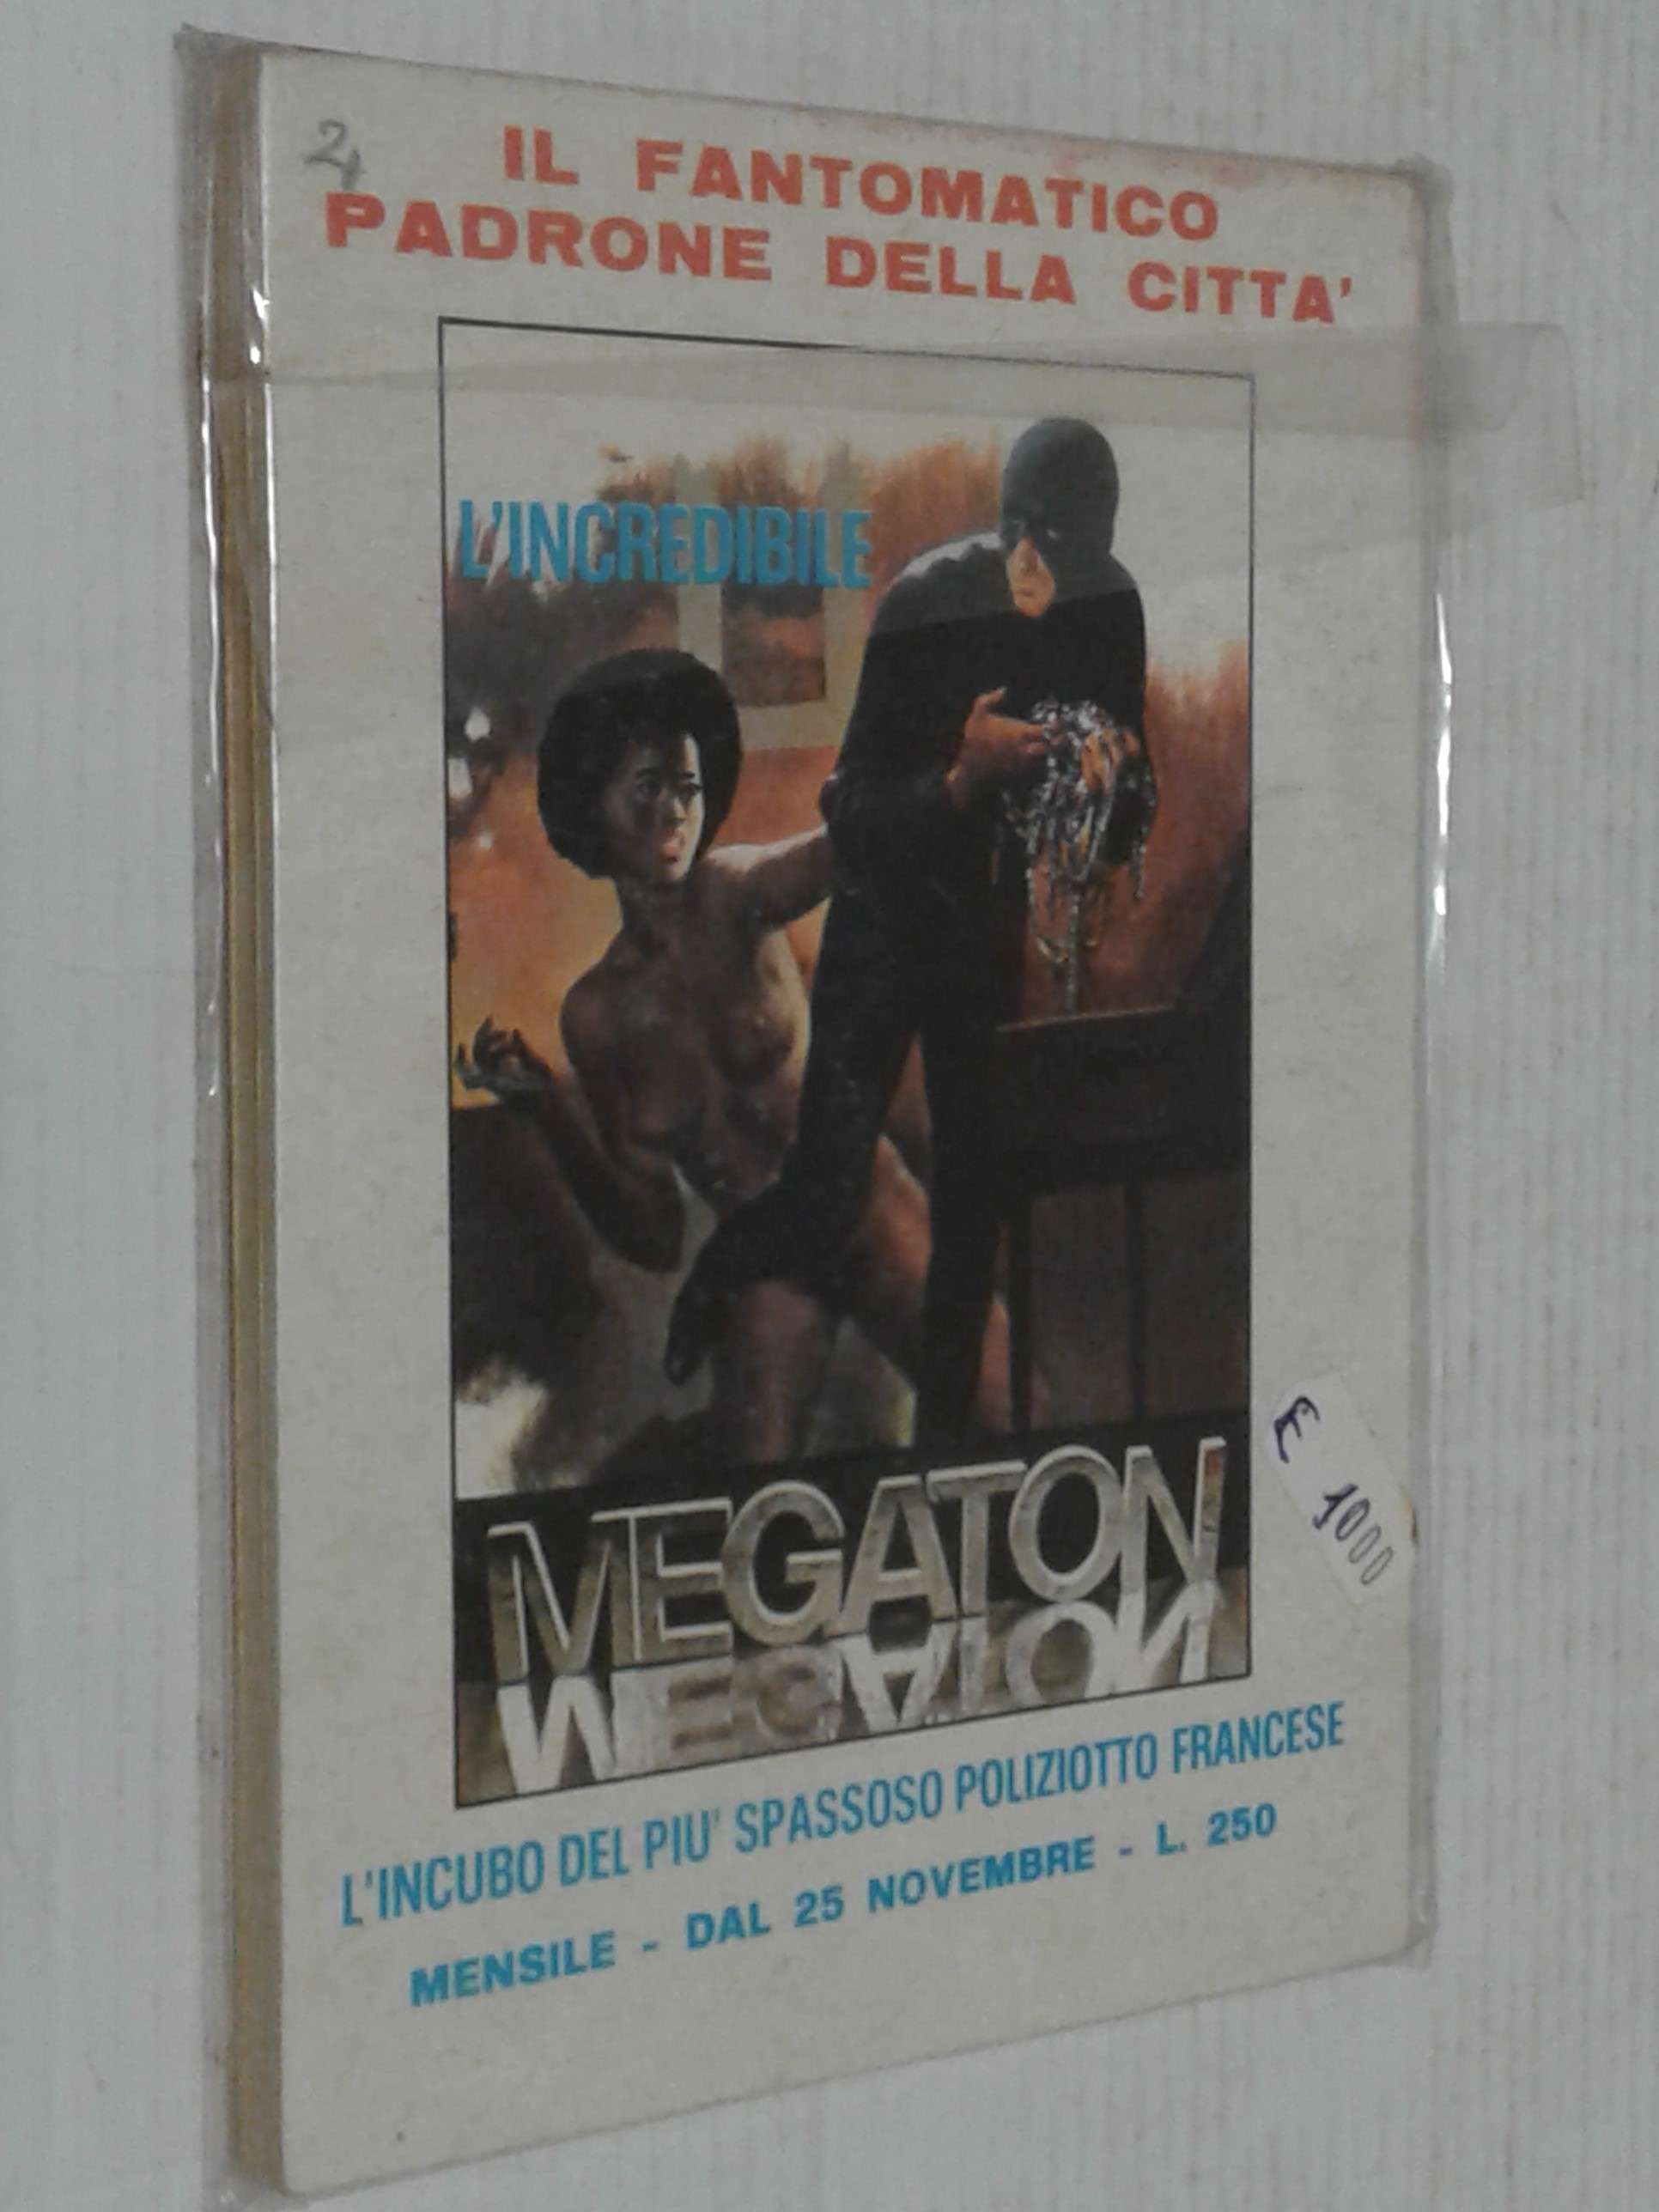 24
IL FANTOMATICO
PADRONE DELLA CITTA'
L'INCREDIBILE
MEGATON
£ 1000
L'INCUBO DEL PIU' SPASSOSO POLIZIOTTO FRANCESE
MENSILE - DAL 25 NOVEMBRE - L. 250